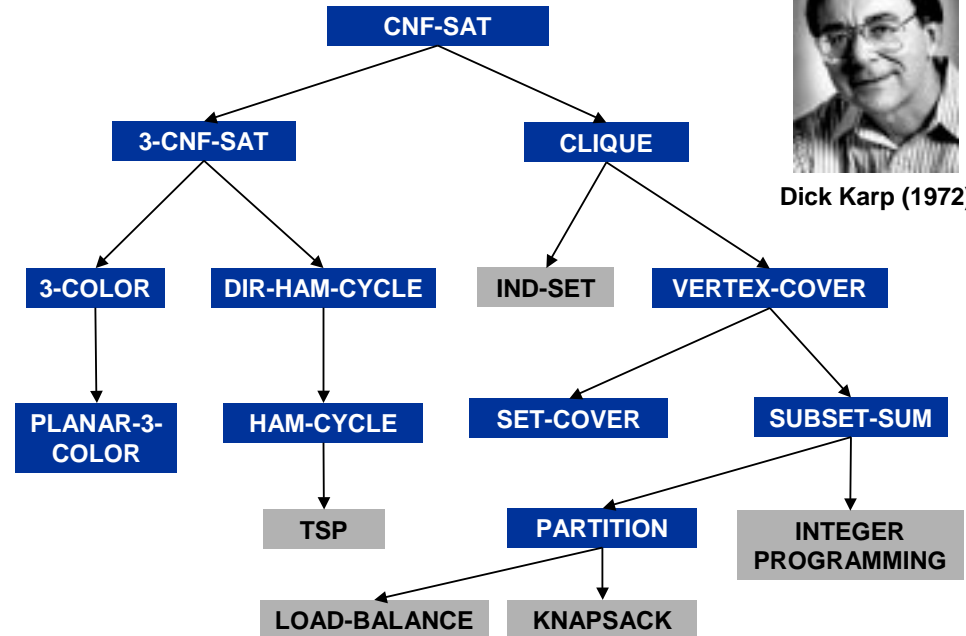 CNF-SAT
3-CNF-SAT
CLIQUE
Dick Karp (1972)
3-COLOR
DIR-HAM-CYCLE
IND-SET
VERTEX-COVER
PLANAR-3-
COLOR
HAM-CYCLE
SET-COVER
SUBSET-SUM
TSP
PARTITION
INTEGER
PROGRAMMING
LOAD-BALANCE
KNAPSACK